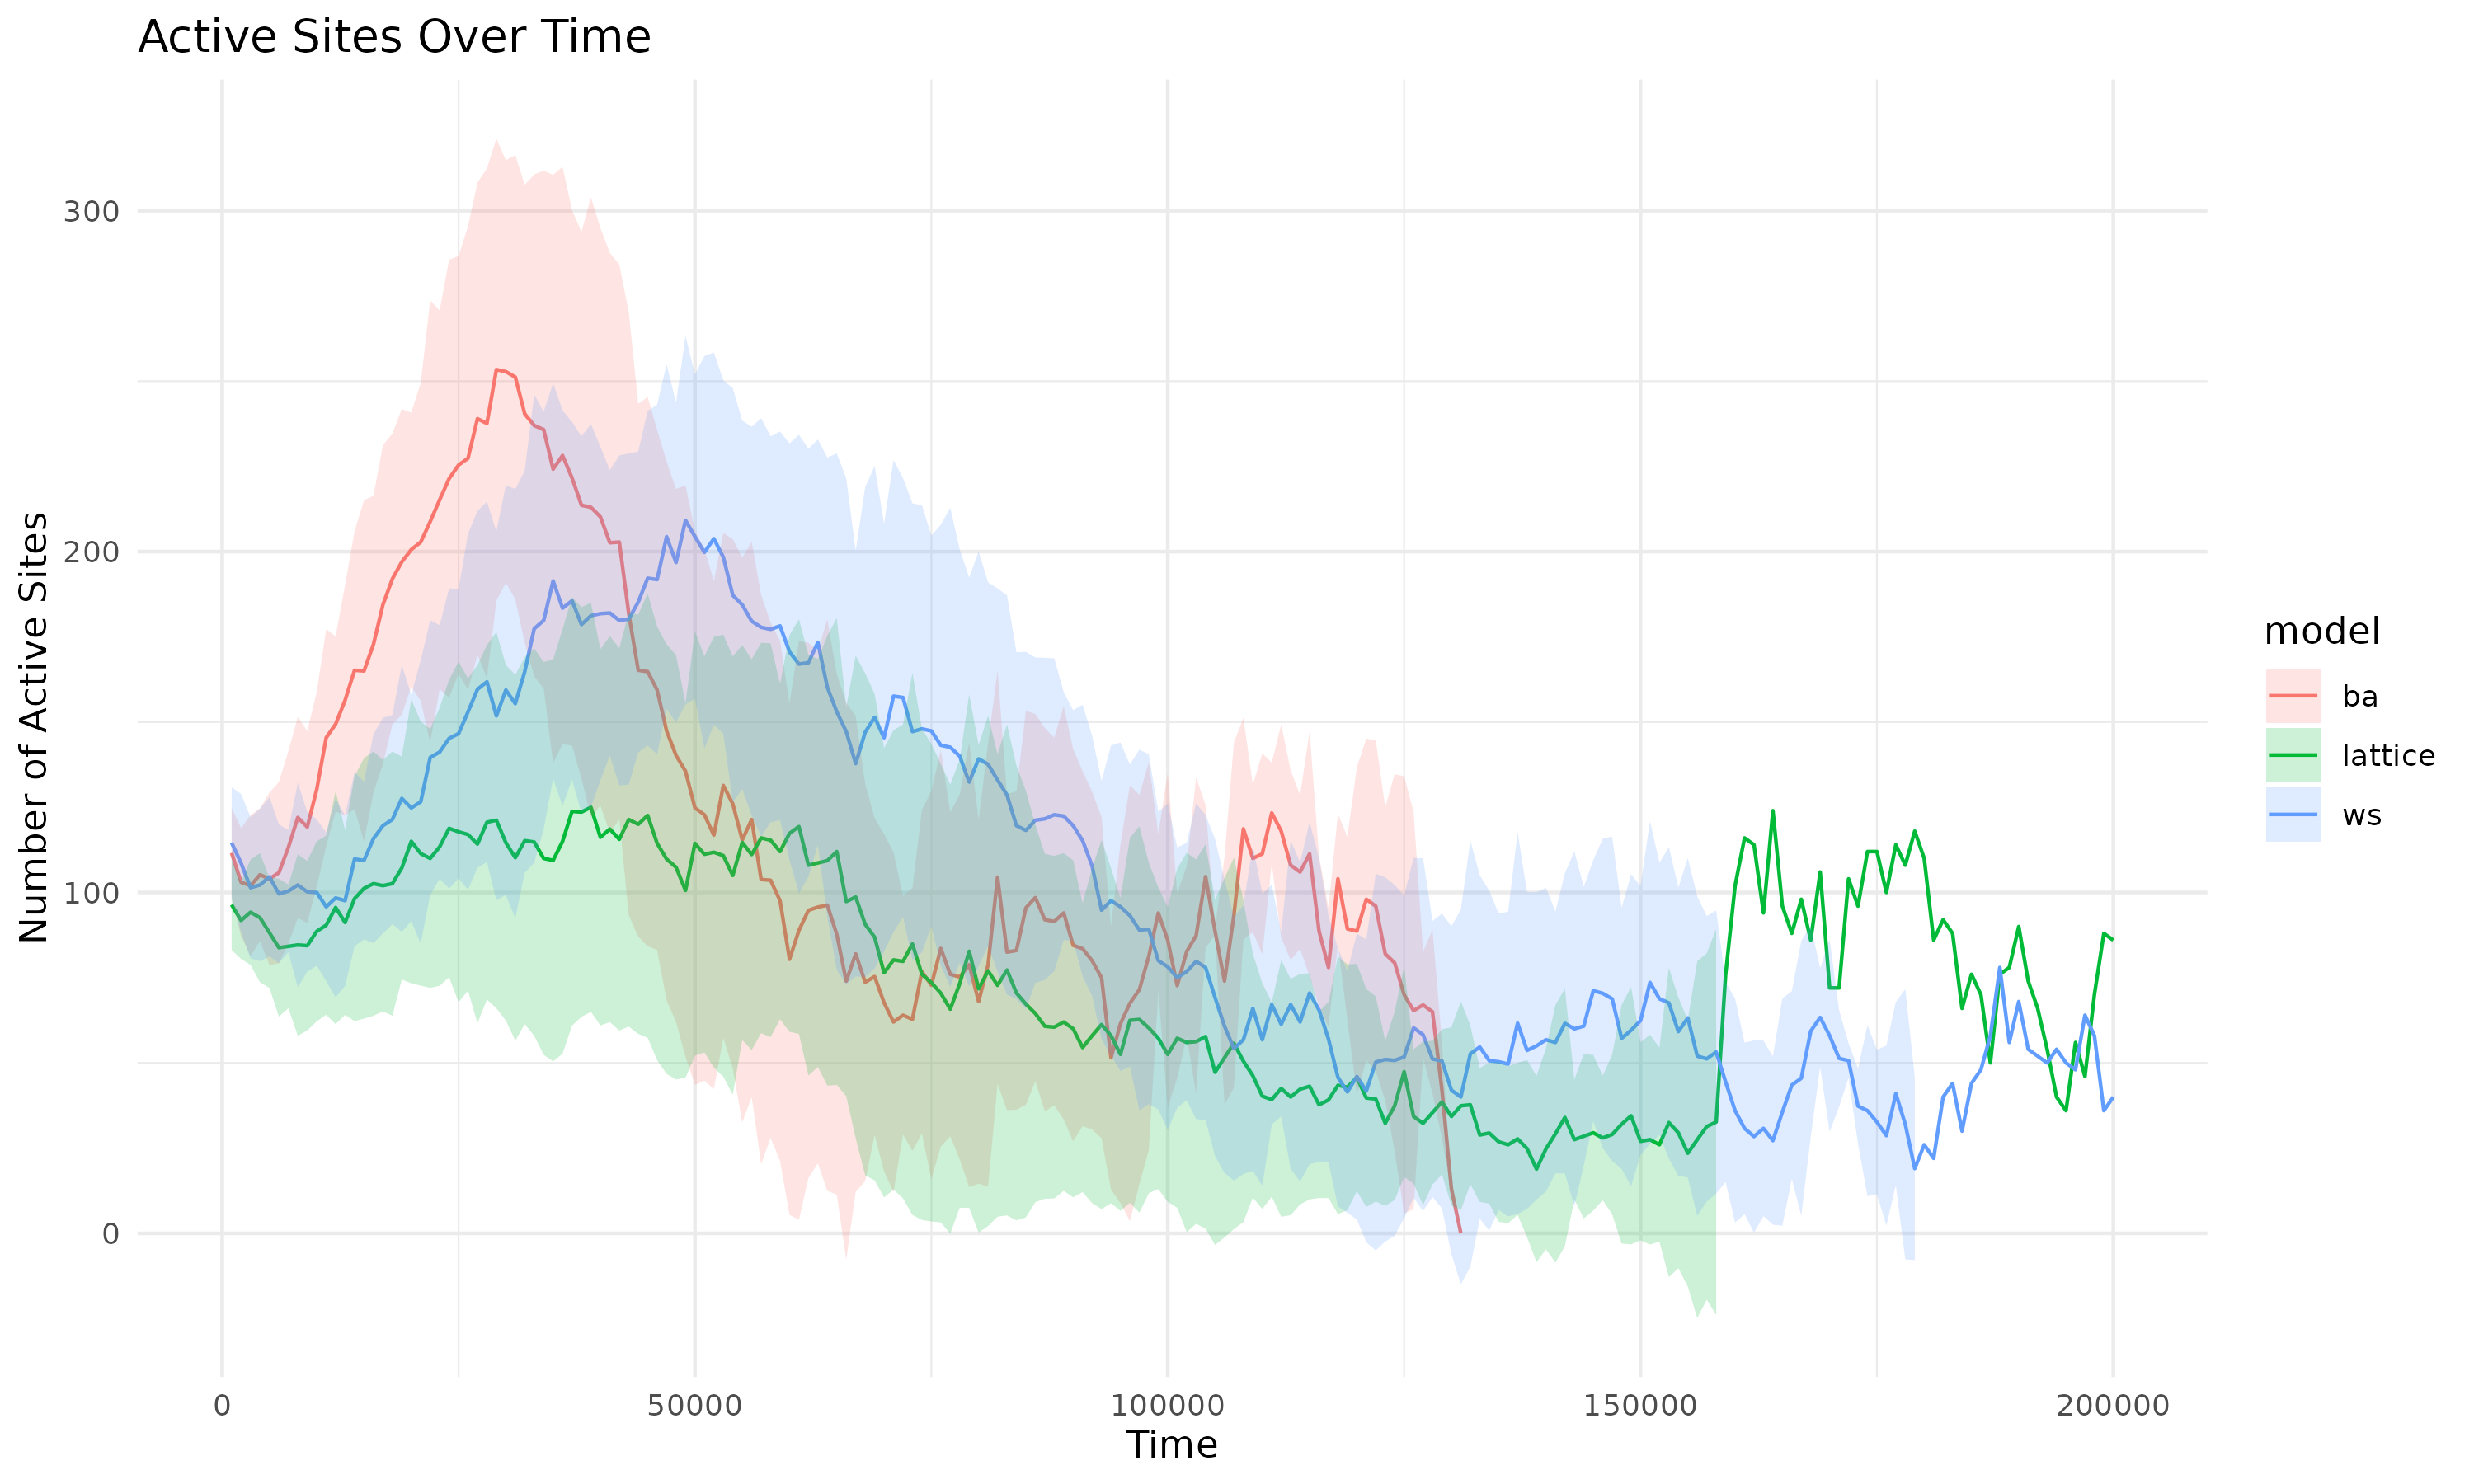 Active Sites Over Time
Number of Active Sites
300
200
100
0
0
50000
100000
150000
200000
Time
model
ba
lattice
ws